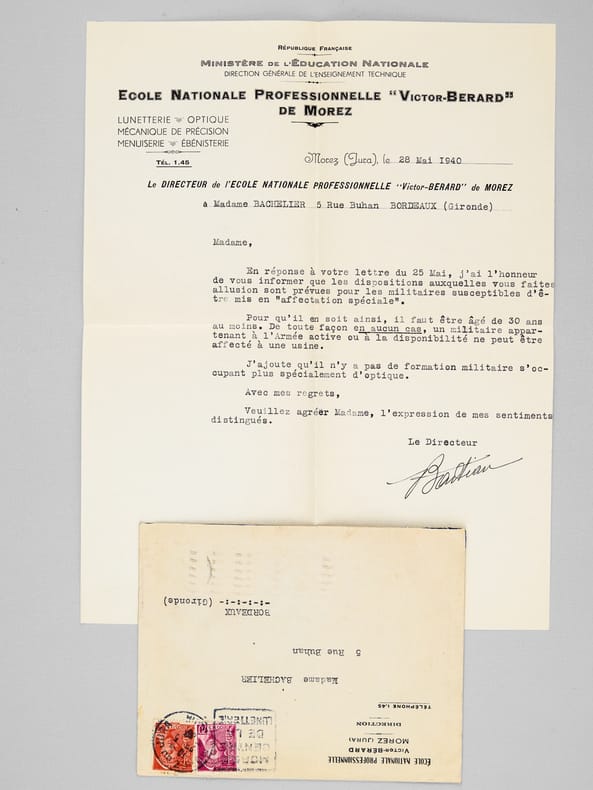 République Française
Ministère de l'Éducation Nationale
DIRECTION GÉNÉRALE DE L'ENSEIGNEMENT TECHNIQUE
Ecole Nationale Professionnelle "Victor-Berard"
de Morez
LUNETTERIE OPTIQUE
MÉCANIQUE DE PRÉCISION
MENUISERIE ÉBÉNISTERIE
TÉL. 1.45
Morez (Jura), le 28 Mai 1940
Le DIRECTEUR de l'ECOLE NATIONALE PROFESSIONNELLE "Victor-BERARD" de MOREZ
à Madame BACHELIER 5 Rue Buhan BORDEAUX (Gironde)
Madame,
En réponse à votre lettre du 25 Mai, j'ai l'honneur
de vous informer que les dispositions auxquelles vous faites
allusion sont prévues pour les militaires susceptibles d'ê-
tre mis en "affectation spéciale".
Pour qu'il en soit ainsi, il faut être âgé de 30 ans
au moins. De toute façon en aucun cas, un militaire appar-
tenant à l'Armée active ou à la disponibilité ne peut être
affecté à une usine.
J'ajoute qu'il n'y a pas de formation militaire s'oc-
cupant plus spécialement d'optique.
Avec mes regrets,
Veuillez agréer Madame, l'expression de mes sentiments
distingués.
Le Directeur
Bastian
ÉCOLE NATIONALE PROFESSIONNELLE
Victor-Bérard
MOREZ (JURA)
DIRECTION
TÉLÉPHONE 1.45
MOREZ
CENTRE
DE LA
LUNETTERIE
Madame BACHELIER
5 Rue Buhan
BORDEAUX
-:-:-:-:- (Gironde)